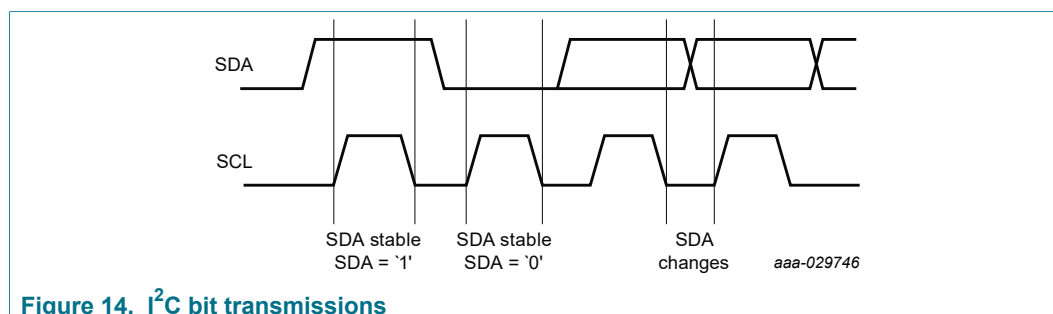 SDA
SCL
SDA stable
SDA = `1'
SDA stable
SDA = `0'
SDA
changes
aaa-029746
Figure 14. I²C bit transmissions